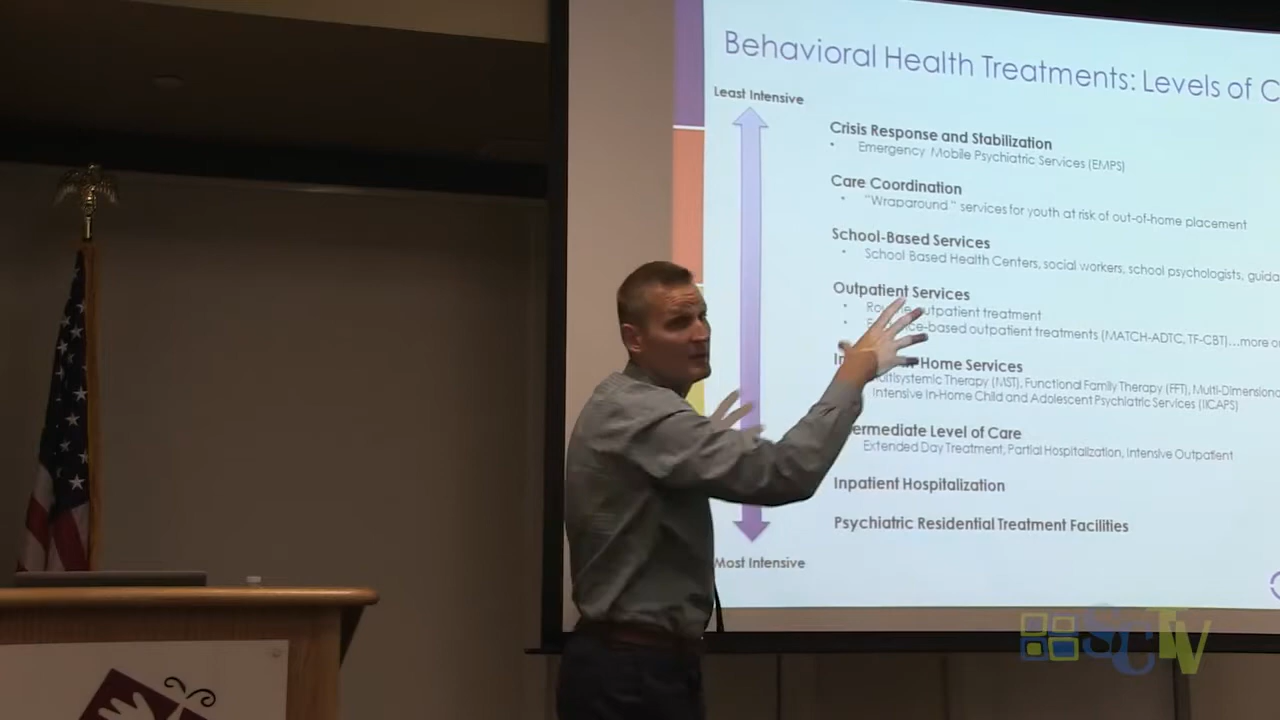 Behavioral Health Treatments: Levels of C
Least Intensive
Crisis Response and Stabilization
• Emergency Mobile Psychiatric Services (EMPS)
Care Coordination
• "Wraparound" services for youth at risk of out-of-home placement
School-Based Services
• School Based Health Centers, social workers, school psychologists, guida
Outpatient Services
• outpatient treatment
• -based outpatient treatments (MATCH-ADTC, TF-CBT)...more o
Home Services
Multisystemic Therapy (MST), Functional Family Therapy (FFT), Multi-Dimensiona
Intensive In-Home Child and Adolescent Psychiatric Services (IICAPS)
ermediate Level of Care
Extended Day Treatment, Partial Hospitalization, Intensive Outpatient
Inpatient Hospitalization
Psychiatric Residential Treatment Facilities
Most Intensive
SCTV